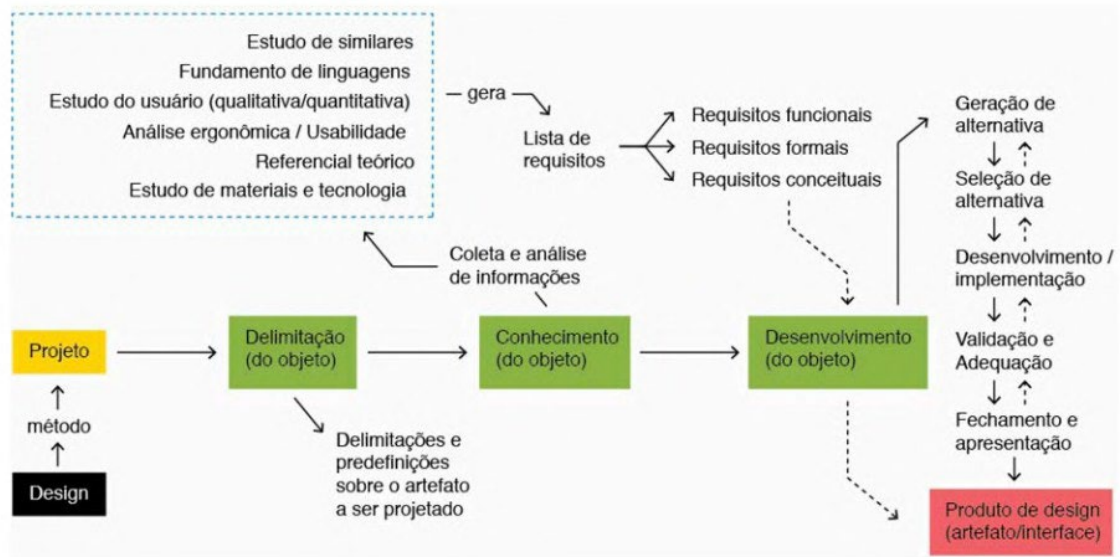 Estudo de similares
Fundamento de linguagens
Estudo do usuário (qualitativa/quantitativa)
Análise ergonômica / Usabilidade
Referencial teórico
Estudo de materiais e tecnologia
gera
Lista de
requisitos
Requisitos funcionais
Requisitos formais
Requisitos conceituais
Geração de
alternativa
Seleção de
alternativa
Desenvolvimento /
implementação
Validação e
Adequação
Fechamento e
apresentação
Coleta e análise
de informações
Projeto
Delimitação
(do objeto)
Conhecimento
(do objeto)
Desenvolvimento
(do objeto)
método
Design
Delimitações e
predefinições
sobre o artefato
a ser projetado
Produto de design
(artefato/interface)